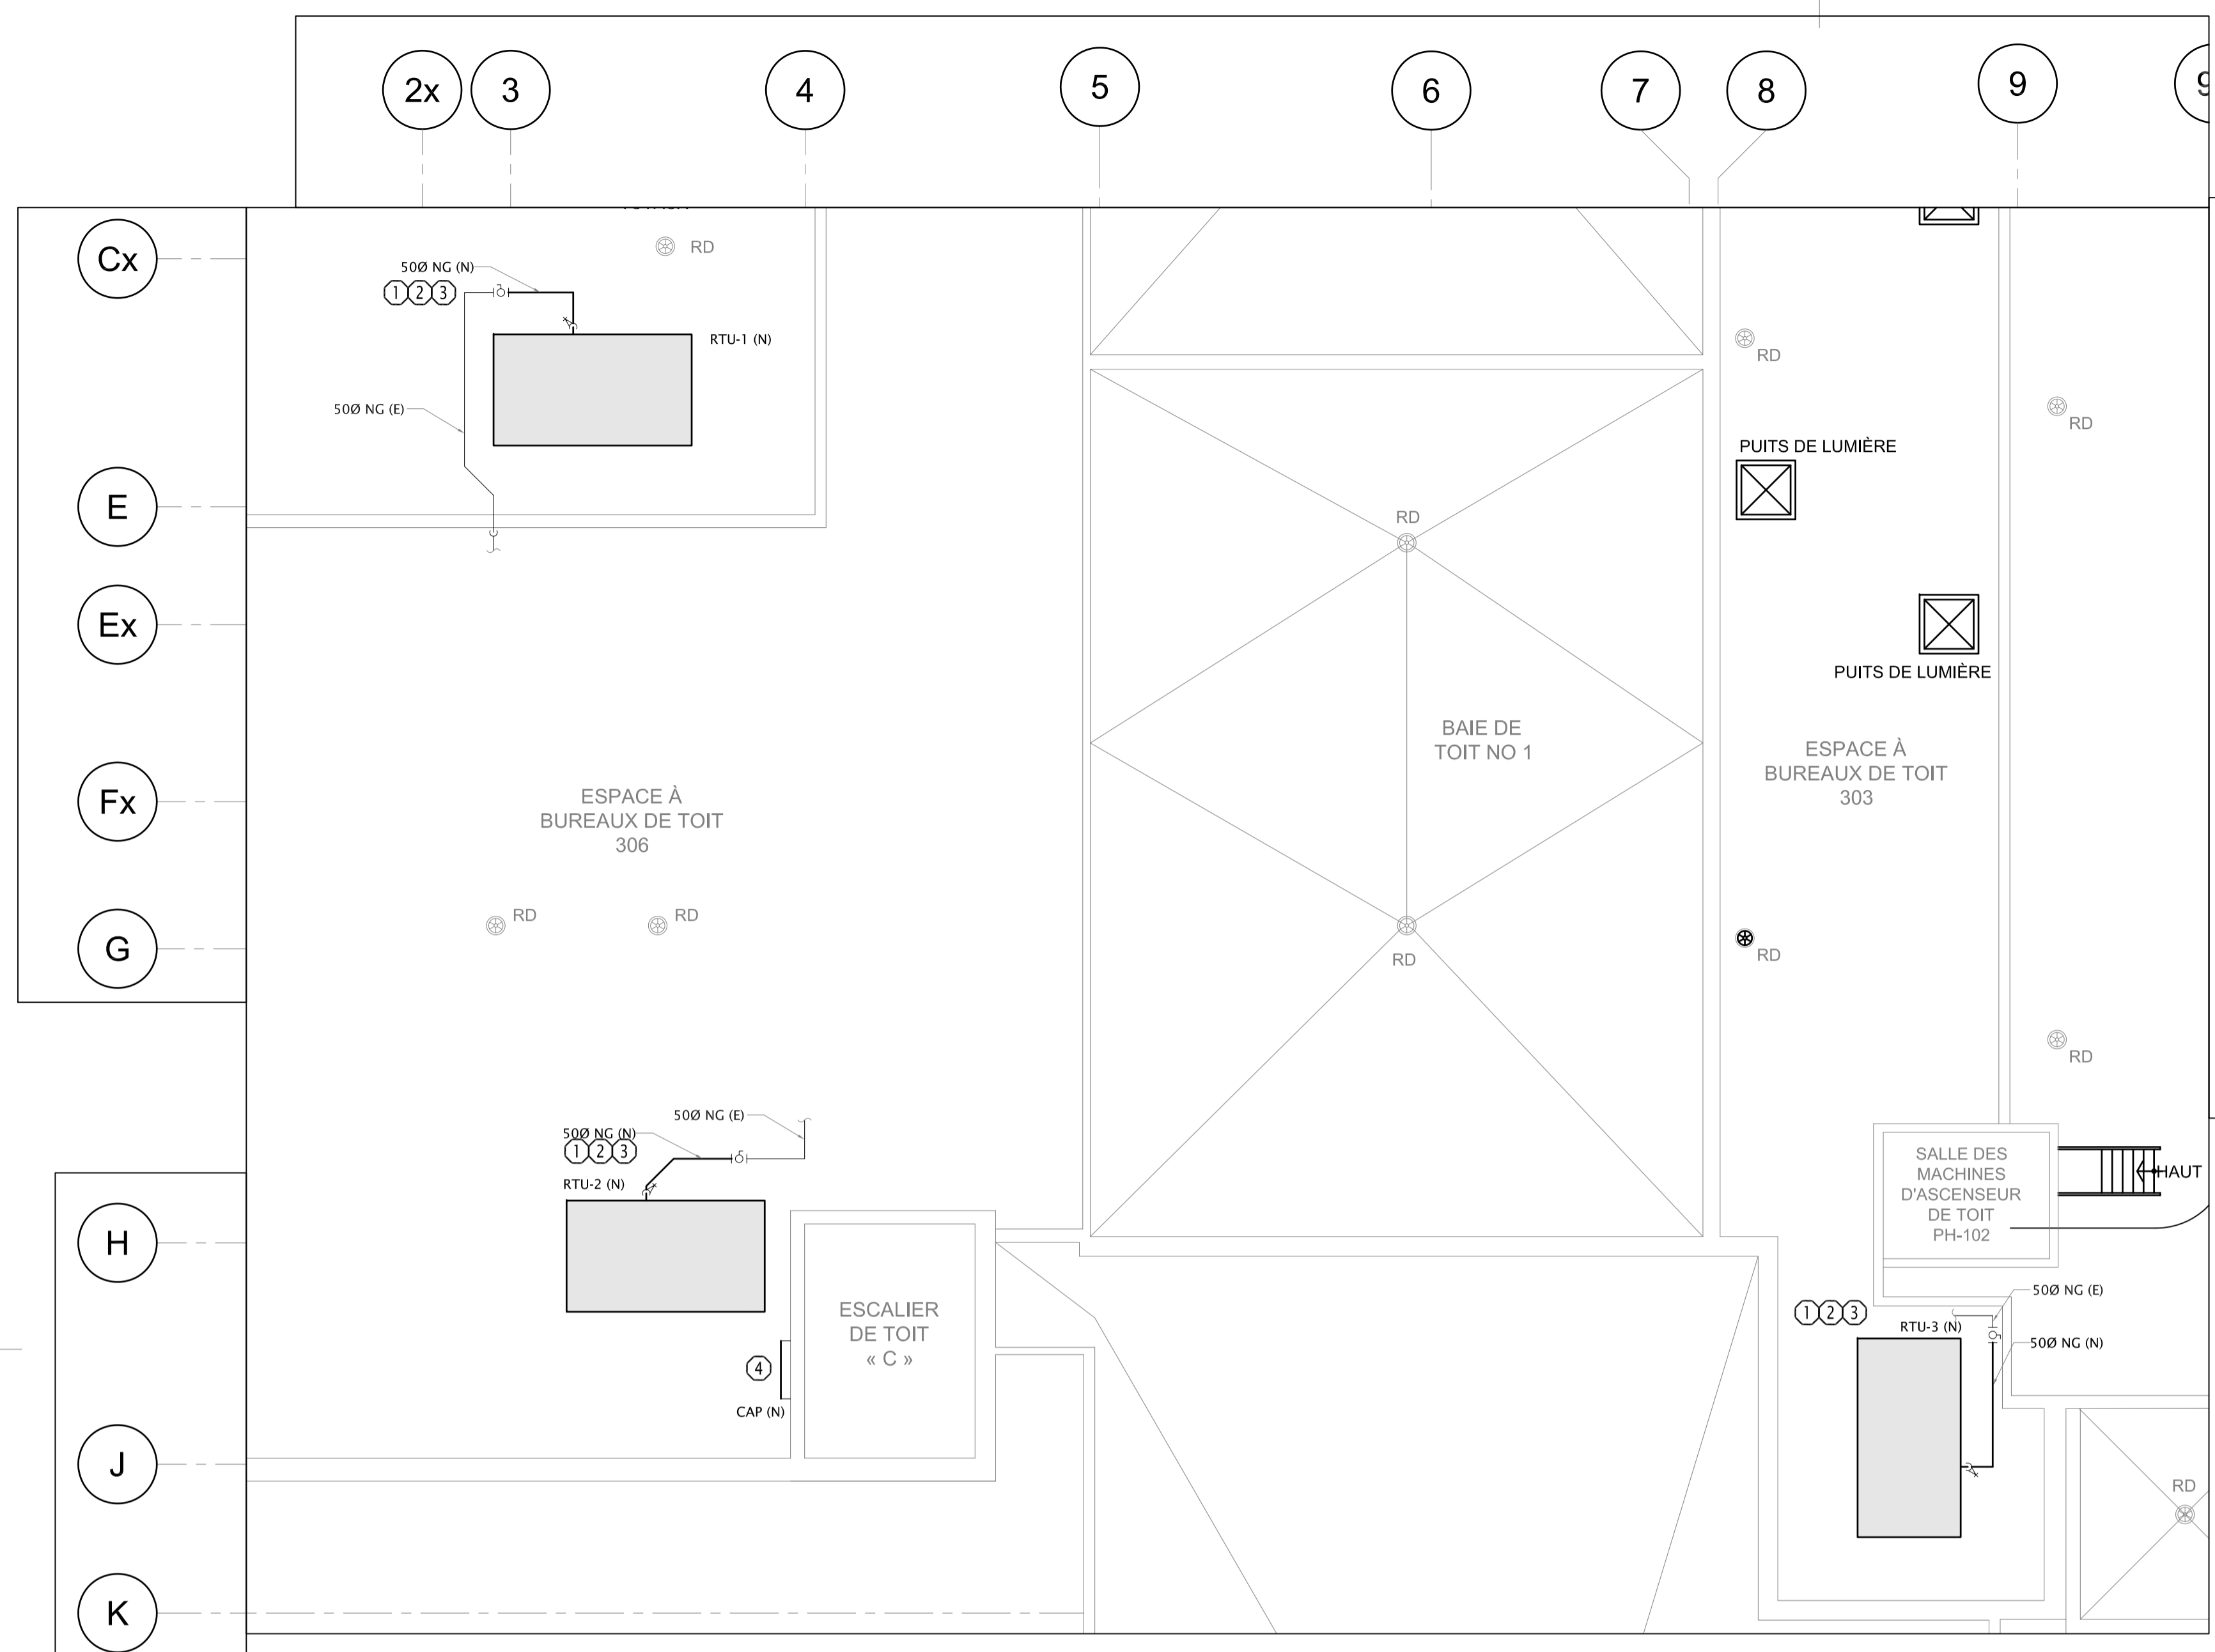 2x
3
4
5
6
7
8
9
Cx
RD
50Ø NG (N)
1 2 3
RTU-1 (N)
RD
50Ø NG (E)
RD
PUITS DE LUMIÈRE
E
RD
Ex
PUITS DE LUMIÈRE
BAIE DE
TOIT NO 1
ESPACE À
BUREAUX DE TOIT
303
Fx
ESPACE À
BUREAUX DE TOIT
306
G
RD
RD
RD
RD
RD
50Ø NG (E)
50Ø NG (N)
1 2 3
RTU-2 (N)
SALLE DES
MACHINES
D'ASCENSEUR
DE TOIT
PH-102
HAUT
H
50Ø NG (E)
1 2 3
RTU-3 (N)
50Ø NG (N)
ESCALIER
DE TOIT
« C »
4
CAP (N)
J
RD
K